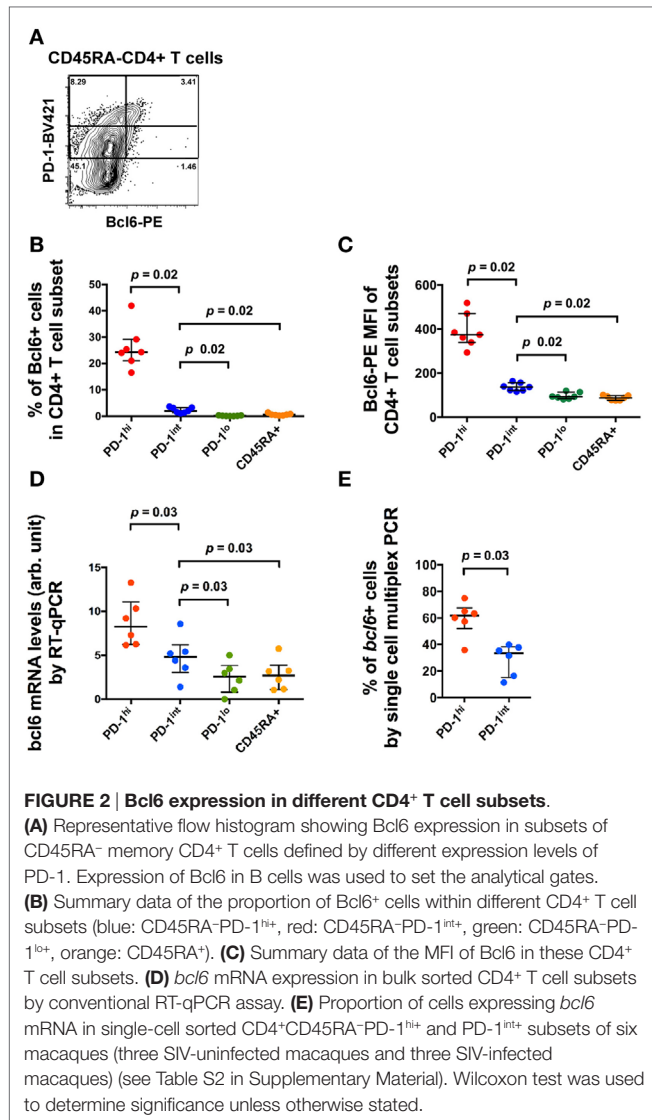 A
CD45RA-CD4+ T cells
8.29
3.41
45.1
1.46
PD-1-BV421
Bcl6-PE
B
% of Bcl6+ cells
in CD4+ T cell subset
50
40
30
20
10
0
p = 0.02
p = 0.02
p 0.02
PD-1hi
PD-1int
PD-1lo
CD45RA+
C
Bcl6-PE MFI of
CD4+ T cell subsets
600
400
200
0
p = 0.02
p = 0.02
p 0.02
PD-1hi
PD-1int
PD-1lo
CD45RA+
D
bcl6 mRNA levels (arb. unit)
by RT-qPCR
15
10
5
0
p = 0.03
p = 0.03
p = 0.03
PD-1hi
PD-1int
PD-1lo
CD45RA+
E
% of bcl6+ cells
by single cell multiplex PCR
100
80
60
40
20
0
p = 0.03
PD-1hi
PD-1int
FIGURE 2 | Bcl6 expression in different CD4+ T cell subsets.
(A) Representative flow histogram showing Bcl6 expression in subsets of
CD45RA− memory CD4+ T cells defined by different expression levels of
PD-1. Expression of Bcl6 in B cells was used to set the analytical gates.
(B) Summary data of the proportion of Bcl6+ cells within different CD4+ T cell
subsets (blue: CD45RA−PD-1hi+, red: CD45RA−PD-1int+, green: CD45RA−PD-
1lo+, orange: CD45RA+). (C) Summary data of the MFI of Bcl6 in these CD4+
T cell subsets. (D) bcl6 mRNA expression in bulk sorted CD4+ T cell subsets
by conventional RT-qPCR assay. (E) Proportion of cells expressing bcl6
mRNA in single-cell sorted CD4+CD45RA−PD-1hi+ and PD-1int+ subsets of six
macaques (three SIV-uninfected macaques and three SIV-infected
macaques) (see Table S2 in Supplementary Material). Wilcoxon test was used
to determine significance unless otherwise stated.